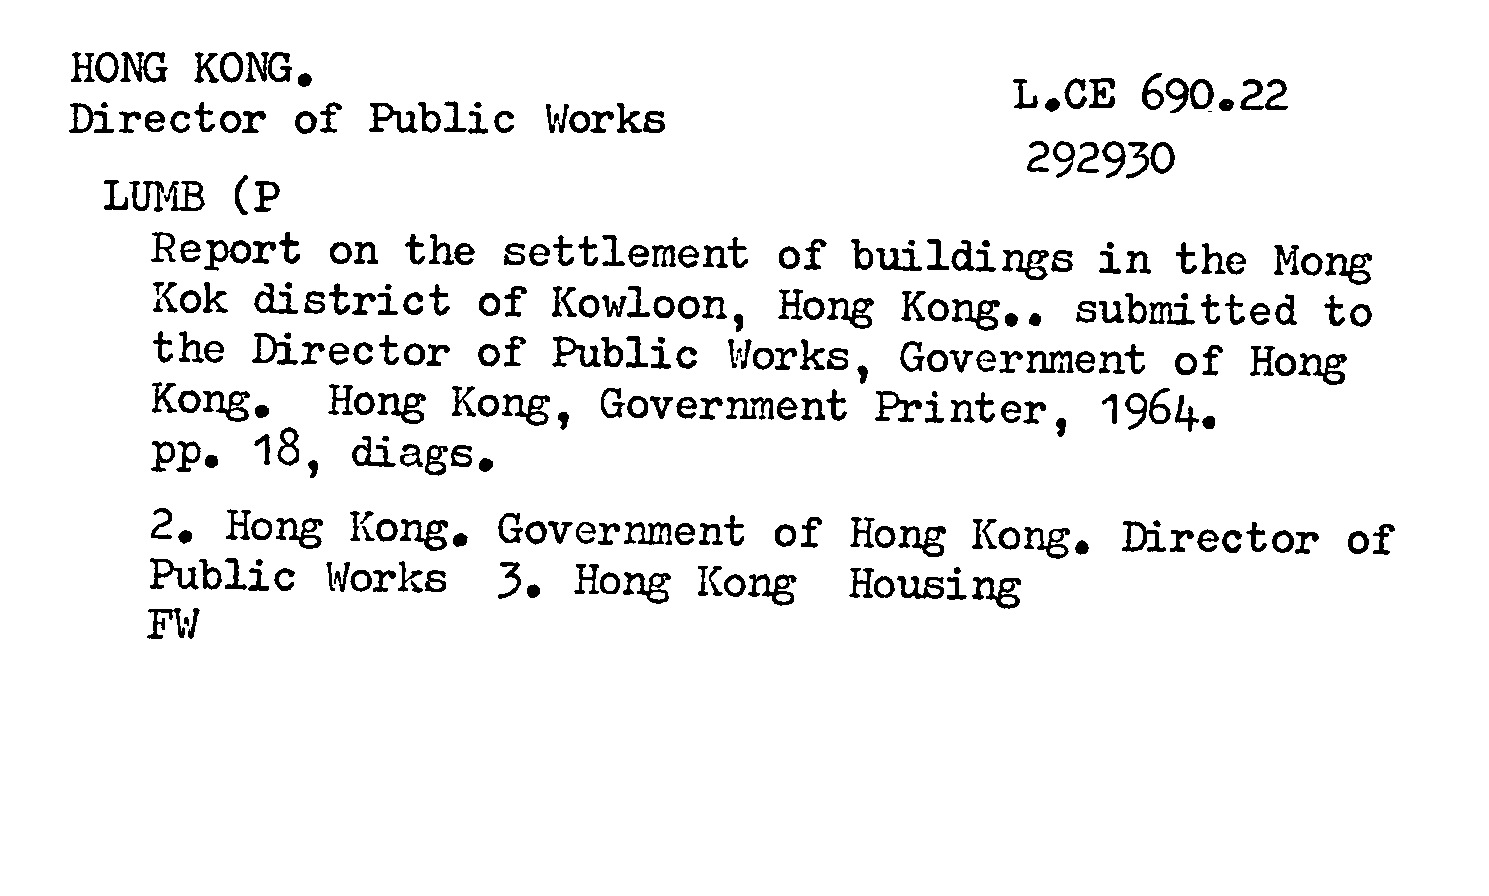 HONG KONG.
Director of Public Works
L.CE 690.22
292930
LUMB (P
Report on the settlement of buildings in the Mong
Kok district of Kowloon, Hong Kong.. submitted to
the Director of Public Works, Government of Hong
Kong.  Hong Kong, Government Printer, 1964.
pp. 18, diags.
2. Hong Kong. Government of Hong Kong. Director of
Public Works  3. Hong Kong  Housing
FW